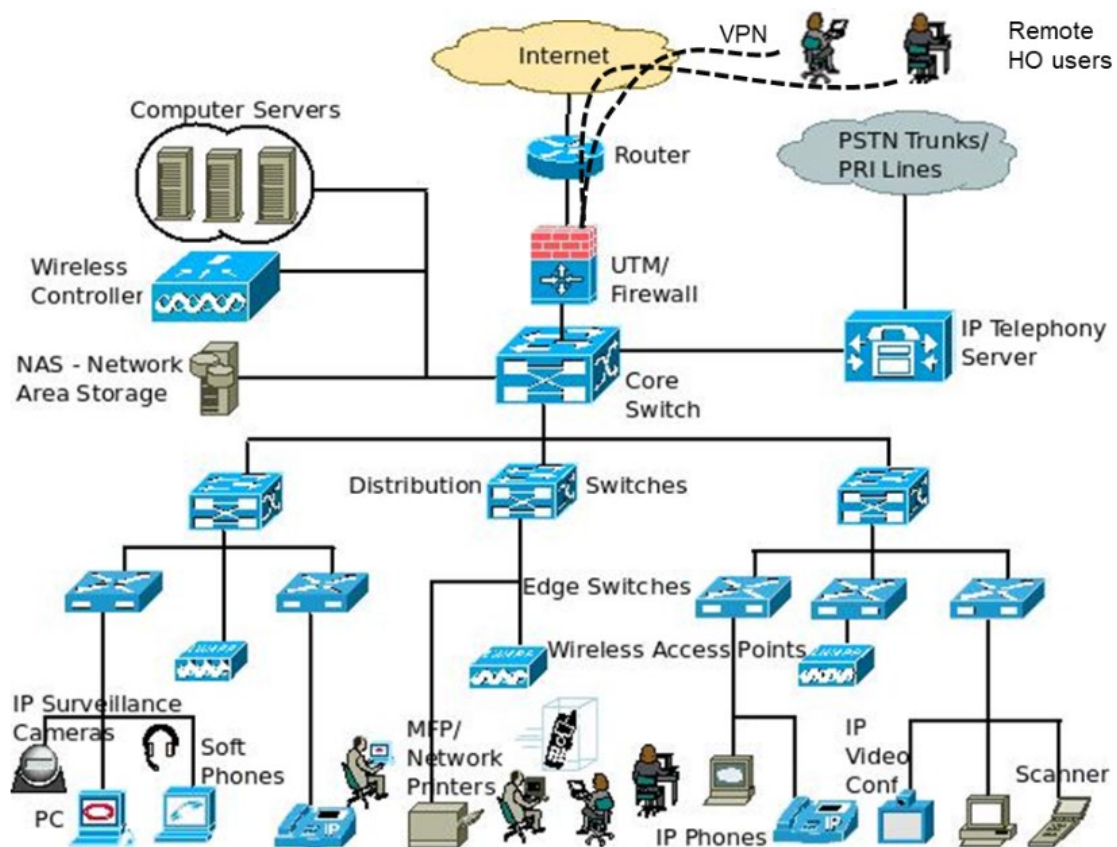 VPN
Remote
HO users
Internet
Computer Servers
Router
PSTN Trunks/
PRI Lines
Wireless
Controller
UTM/
Firewall
IP Telephony
Server
NAS - Network
Area Storage
Core
Switch
Distribution
Switches
Edge Switches
Wireless Access Points
IP Surveillance
Cameras
Soft
Phones
PC
IP
MFP/
Network
Printers
IP Phones
IP
IP
Video
Conf
Scanner